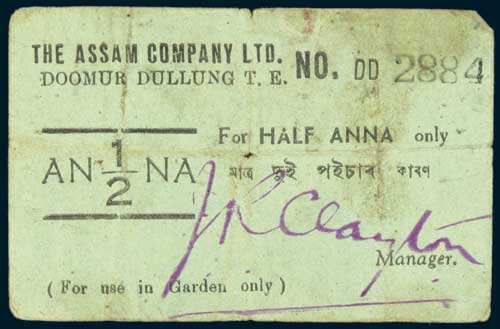 THE ASSAM COMPANY LTD.
DOOMUR DULLUNG T. E.
NO. DD 2884
AN 1/2 NA
For HALF ANNA only
মাত্ৰ দুই পইচাৰ কাৰণ
J R Clayton
Manager.
( For use in Garden only )